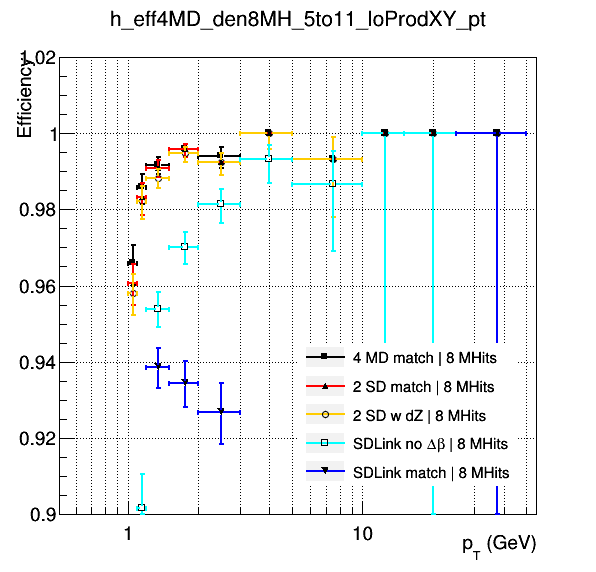 h_eff4MD_den8MH_5to11_loProdXY_pt
Efficiency
1.02
1
0.98
0.96
0.94
0.92
0.9
4 MD match | 8 MHits
2 SD match | 8 MHits
2 SD w dZ | 8 MHits
SDLink no Δβ | 8 MHits
SDLink match | 8 MHits
1
10
p_T (GeV)